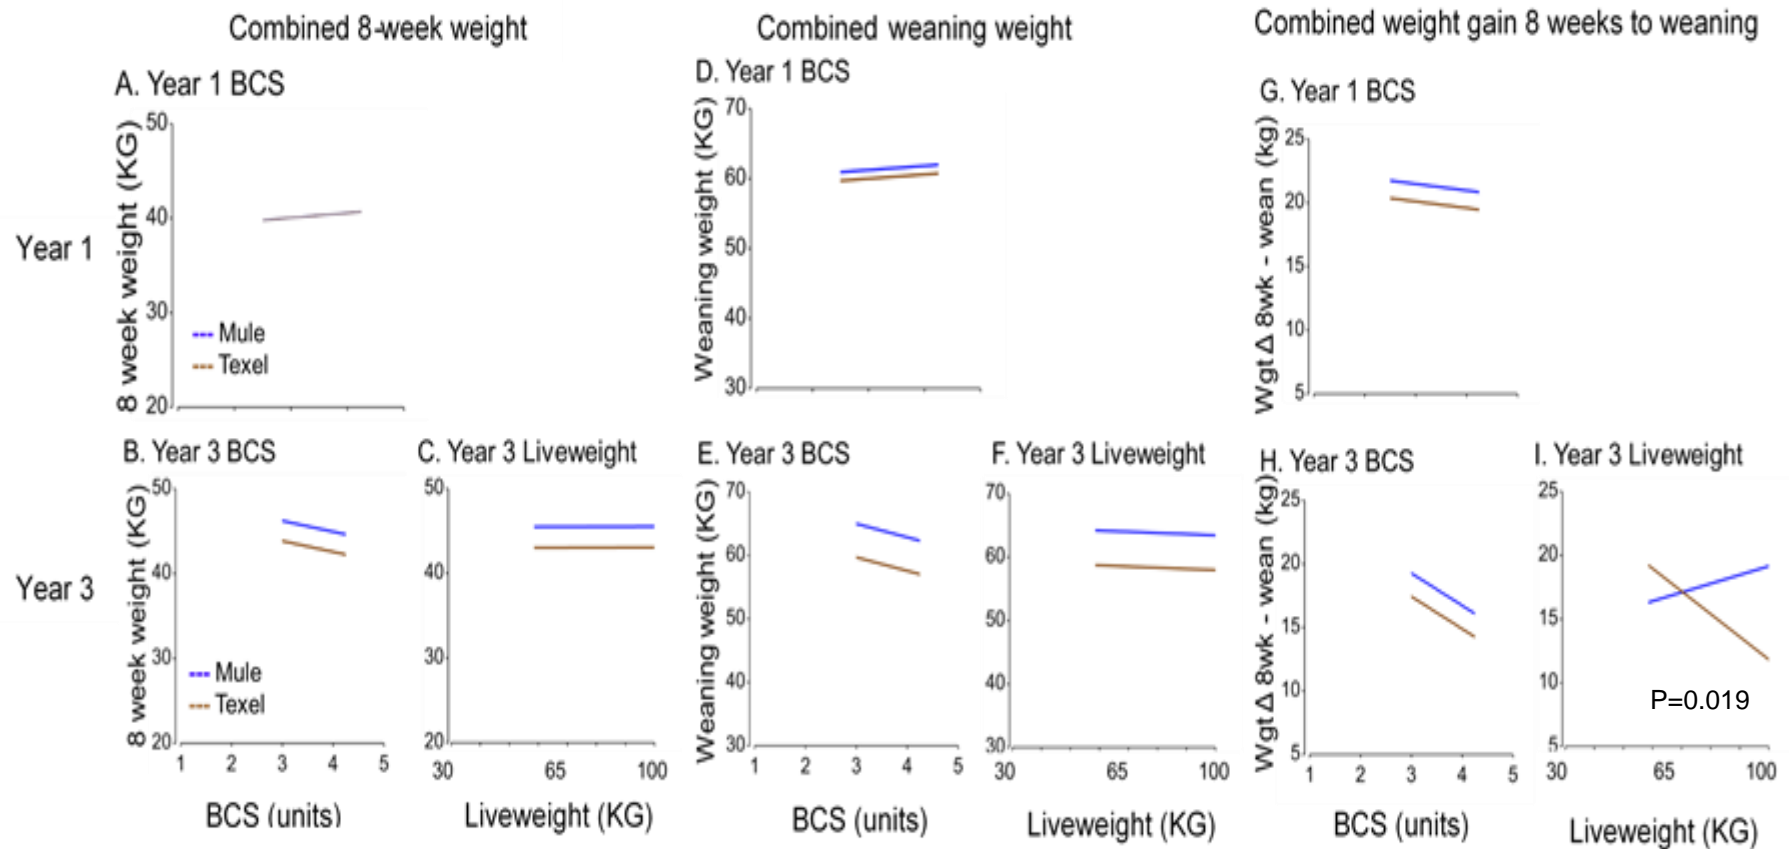 Combined 8-week weight
Combined weaning weight
Combined weight gain 8 weeks to weaning
Year 1
A. Year 1 BCS
8 week weight (KG)
50
40
30
20
Mule
Texel
D. Year 1 BCS
Weaning weight (KG)
70
60
50
40
30
G. Year 1 BCS
Wgt Δ 8wk - wean (kg)
25
20
15
10
5
Year 3
B. Year 3 BCS
8 week weight (KG)
50
40
30
20
Mule
Texel
1 2 3 4 5
BCS (units)
C. Year 3 Liveweight
50
40
30
20
30 65 100
Liveweight (KG)
E. Year 3 BCS
Weaning weight (KG)
70
60
50
40
30
1 2 3 4 5
BCS (units)
F. Year 3 Liveweight
70
60
50
40
30
30 65 100
Liveweight (KG)
H. Year 3 BCS
Wgt Δ 8wk - wean (kg)
25
20
15
10
5
1 2 3 4 5
BCS (units)
I. Year 3 Liveweight
25
20
15
10
5
P=0.019
30 65 100
Liveweight (KG)